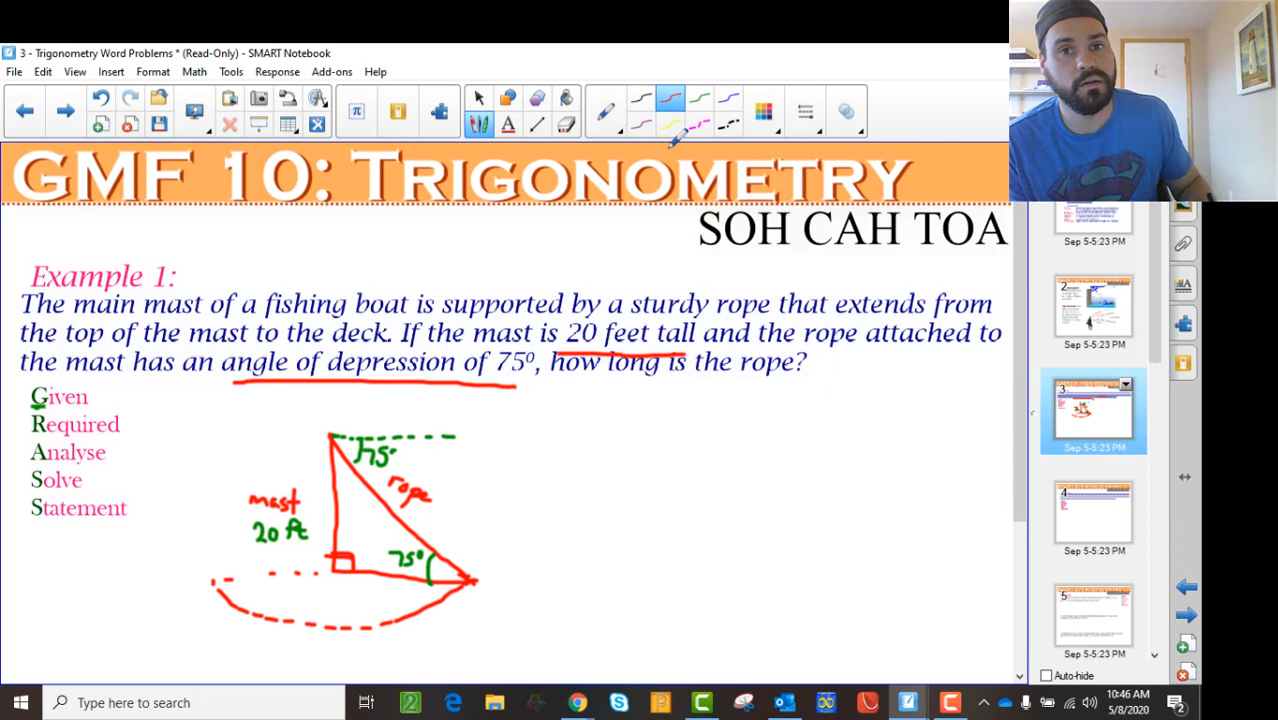 3 - Trigonometry Word Problems * (Read-Only) - SMART Notebook
File Edit View Insert Format Math Tools Response Add-ons Help
GMF 10: TRIGONOMETRY
SOH CAH TOA
Example 1:
The main mast of a fishing boat is supported by a sturdy rope that extends from
the top of the mast to the deck. If the mast is 20 feet tall and the rope attached to
the mast has an angle of depression of 75⁰, how long is the rope?
Given
Required
Analyse
Solve
Statement
75°
rope
mast
20 ft
75°
Sep 5-5:23 PM
2
Sep 5-5:23 PM
3
Sep 5-5:23 PM
4
Sep 5-5:23 PM
5
Sep 5-5:23 PM
Auto-hide
Type here to search
10:46 AM
5/8/2020
2